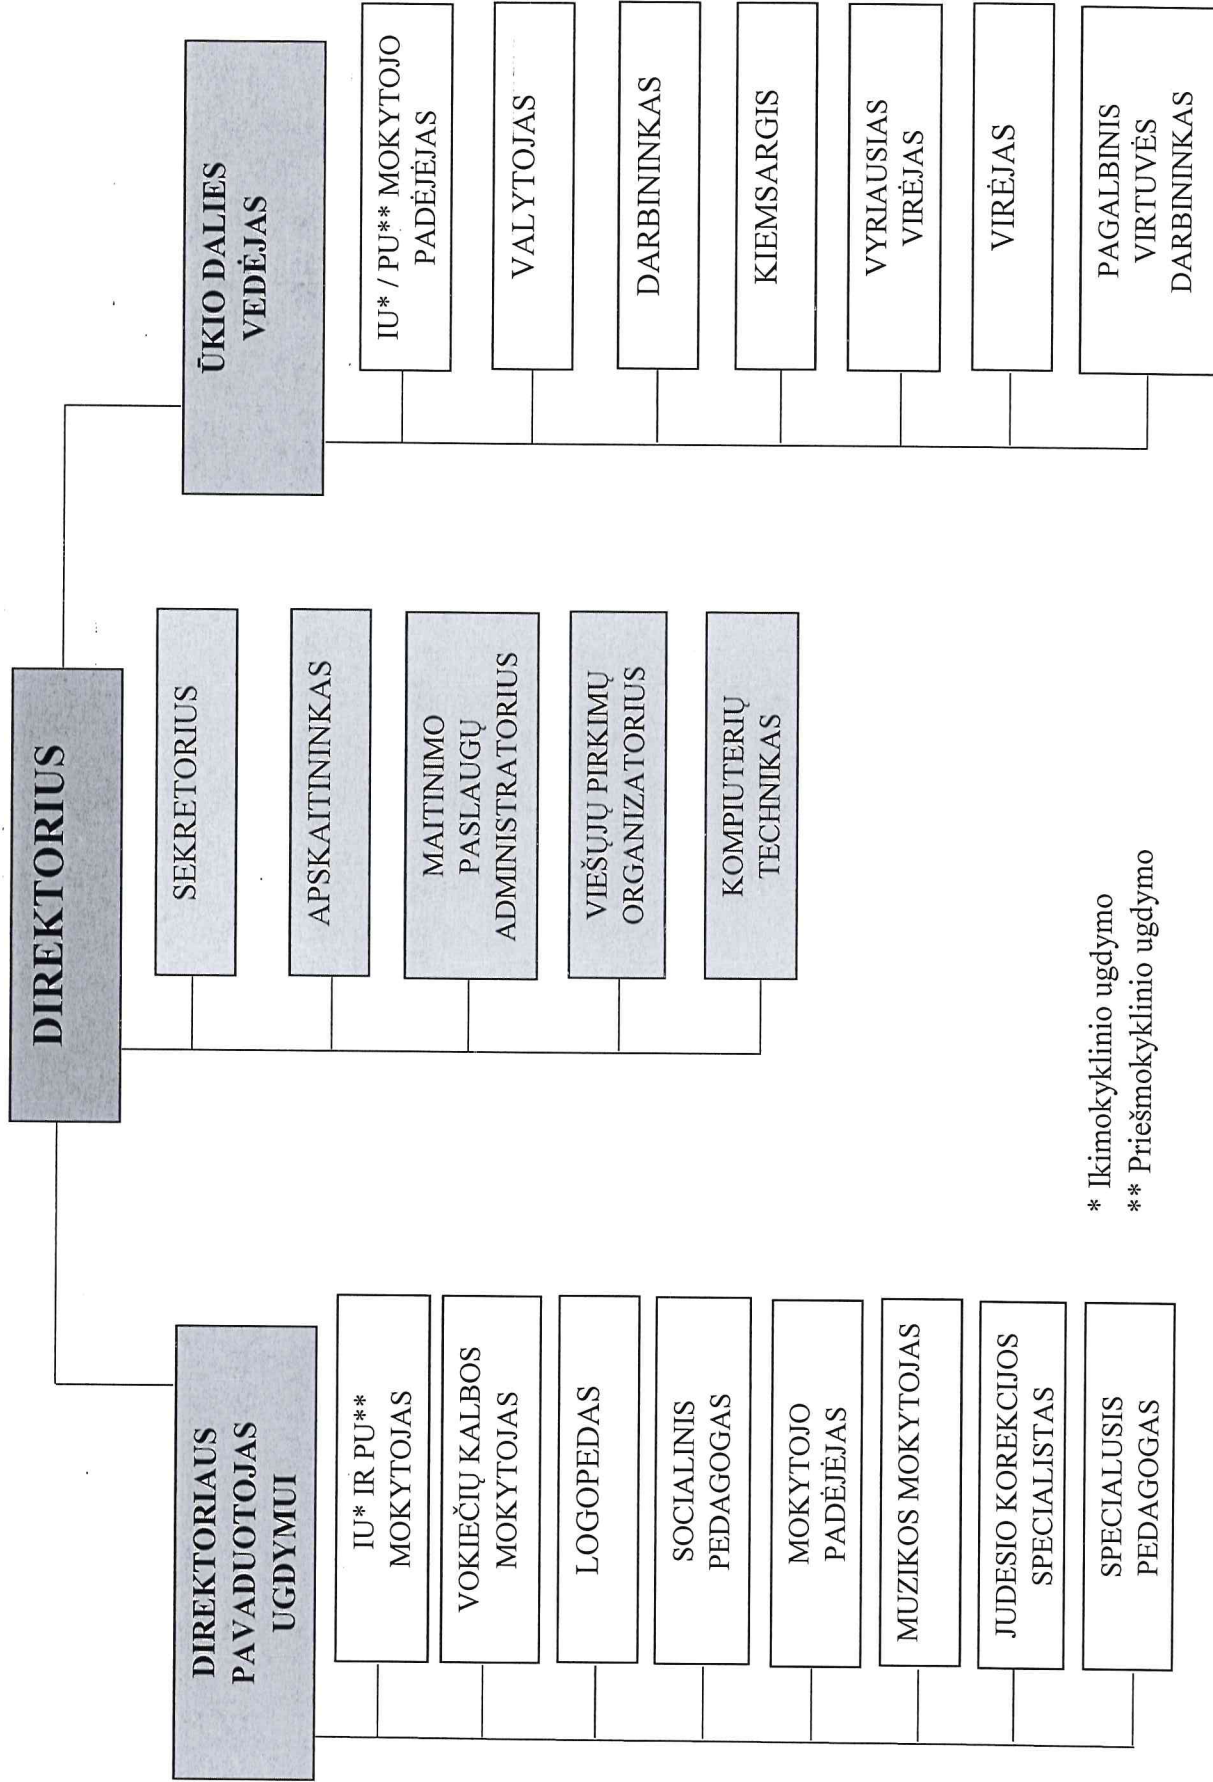 DIREKTORIUS
DIREKTORIAUS
PAVADUOTOJAS
UGDYMUI
IU* IR PU**
MOKYTOJAS
VOKIEČIŲ KALBOS
MOKYTOJAS
LOGOPEDAS
SOCIALINIS
PEDAGOGAS
MOKYTOJO
PADĖJĖJAS
MUZIKOS MOKYTOJAS
JUDESIO KOREKCIJOS
SPECIALISTAS
SPECIALUSIS
PEDAGOGAS
SEKRETORIUS
APSKAITININKAS
MAITINIMO
PASLAUGŲ
ADMINISTRATORIUS
VIEŠŲJŲ PIRKIMŲ
ORGANIZATORIUS
KOMPIUTERIŲ
TECHNIKAS
ŪKIO DALIES
VEDĖJAS
IU* / PU** MOKYTOJO
PADĖJĖJAS
VALYTOJAS
DARBININKAS
KIEMSARGIS
VYRIAUSIAS
VIRĖJAS
VIRĖJAS
PAGALBINIS
VIRTUVĖS
DARBININKAS
* Ikimokyklinio ugdymo
** Priešmokyklinio ugdymo